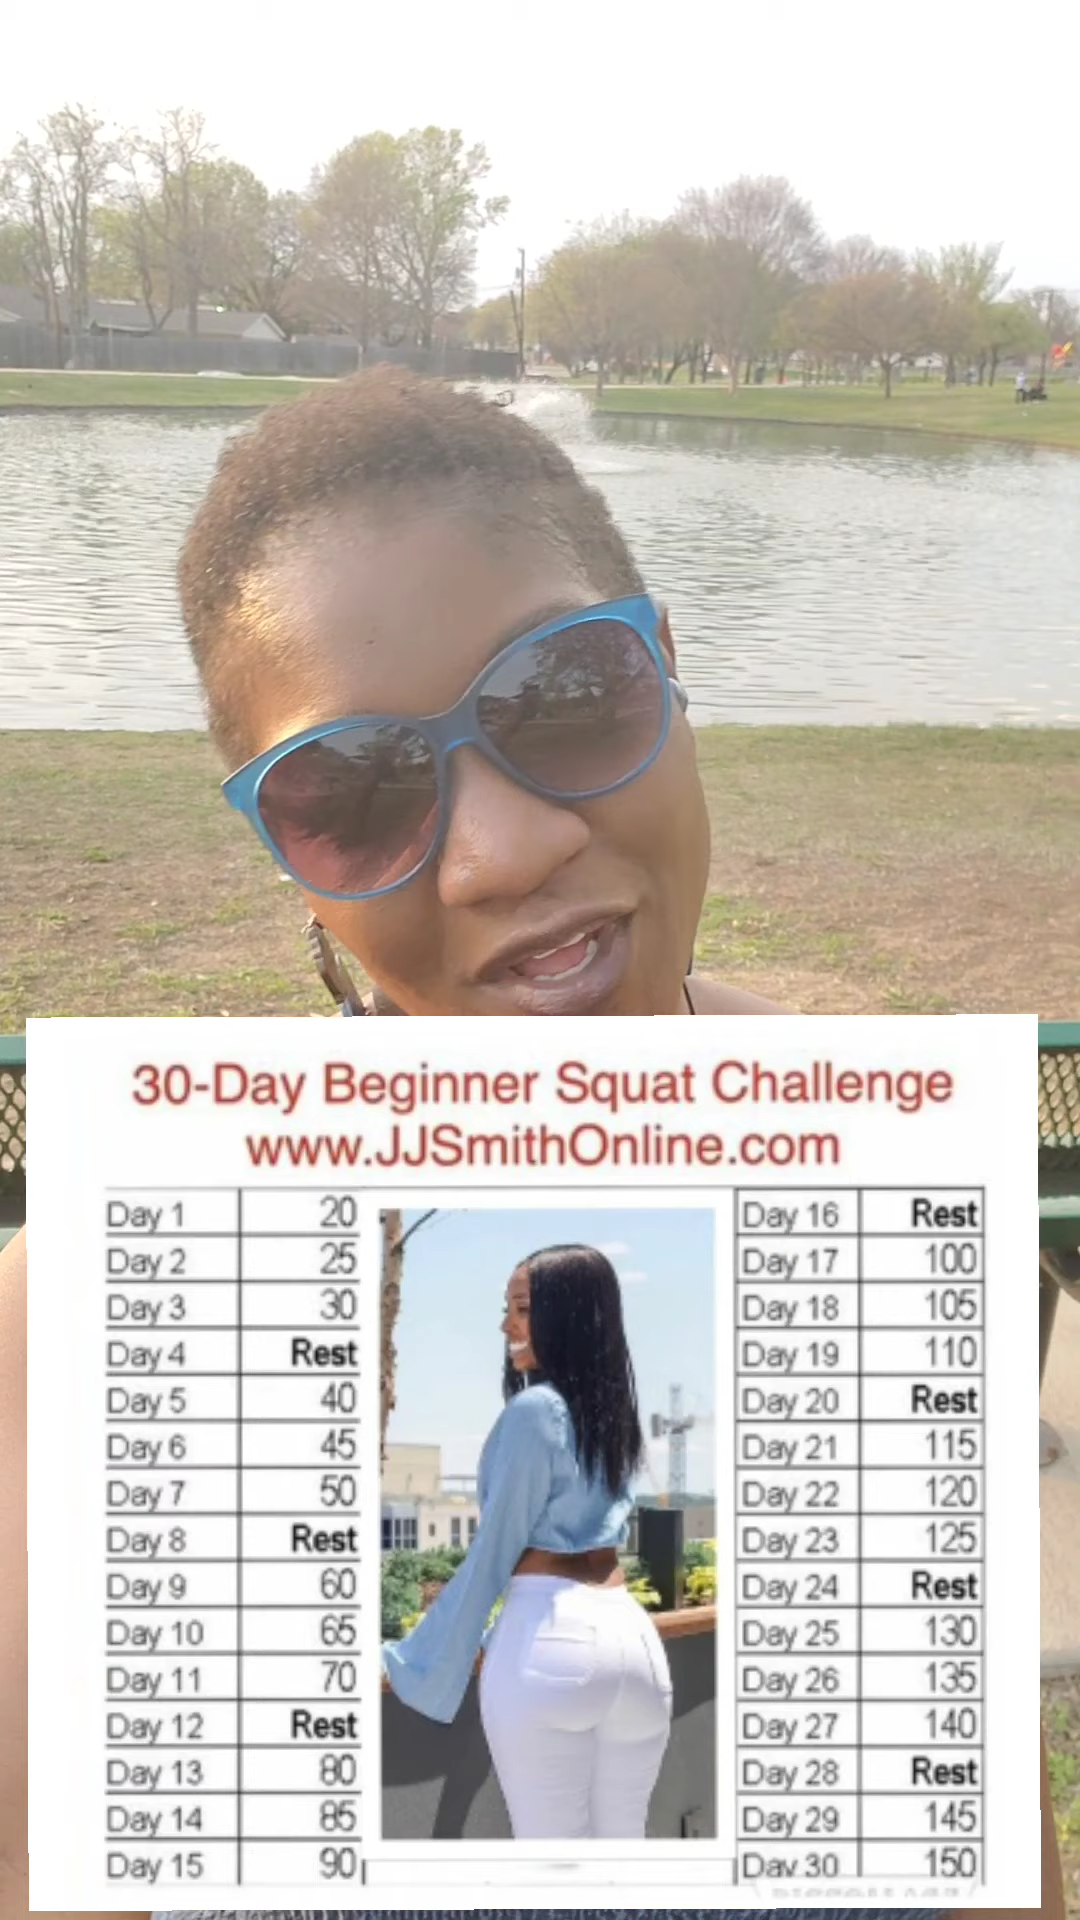 30-Day Beginner Squat Challenge
www.JJSmithOnline.com
Day 1 20
Day 2 25
Day 3 30
Day 4 Rest
Day 5 40
Day 6 45
Day 7 50
Day 8 Rest
Day 9 60
Day 10 65
Day 11 70
Day 12 Rest
Day 13 80
Day 14 85
Day 15 90
Day 16 Rest
Day 17 100
Day 18 105
Day 19 110
Day 20 Rest
Day 21 115
Day 22 120
Day 23 125
Day 24 Rest
Day 25 130
Day 26 135
Day 27 140
Day 28 Rest
Day 29 145
Day 30 150